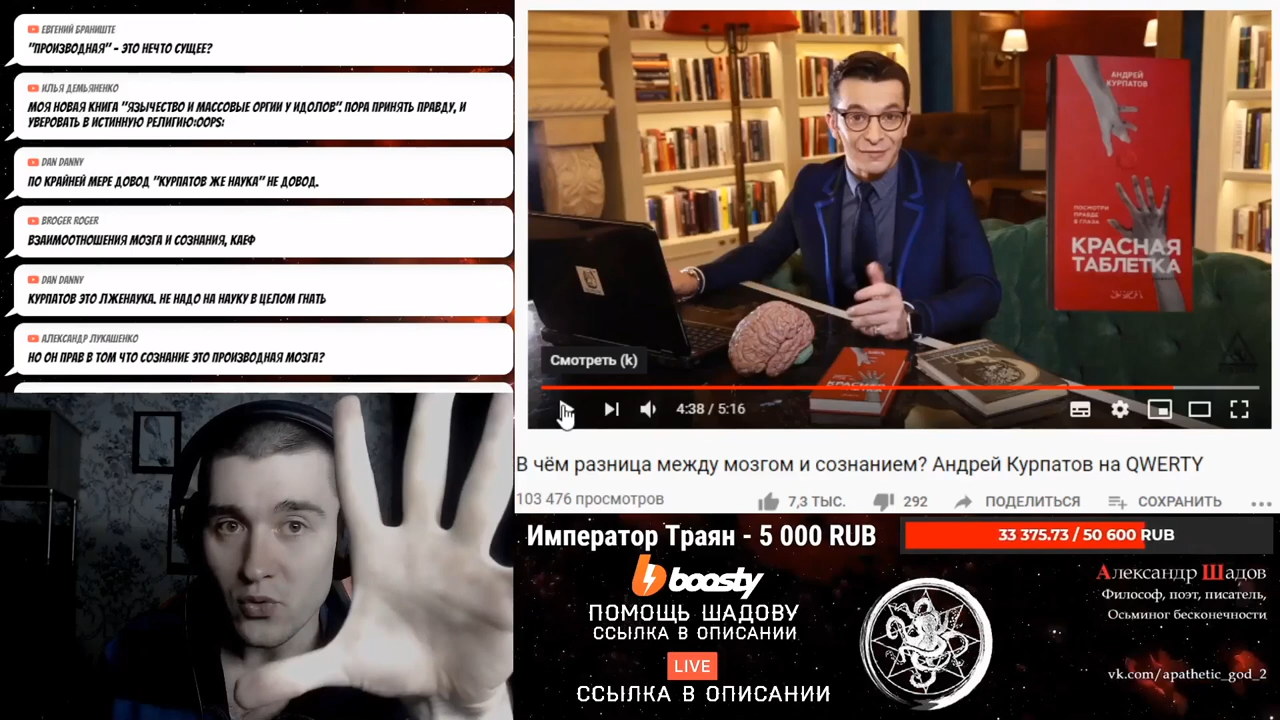 ЕВГЕНИЙ БРАНИШТЕ
"ПРОИЗВОДНАЯ" - ЭТО НЕЧТО СУЩЕЕ?
ИЛЬЯ ДЕМЬЯНЕНКО
МОЯ НОВАЯ КНИГА "ЯЗЫЧЕСТВО И МАССОВЫЕ ОРГИИ У ИДОЛОВ". ПОРА ПРИНЯТЬ ПРАВДУ, И
УВЕРОВАТЬ В ИСТИННУЮ РЕЛИГИЮ:OOPS:
DAN DANNY
ПО КРАЙНЕЙ МЕРЕ ДОВОД "КУРПАТОВ ЖЕ НАУКА" НЕ ДОВОД.
BROGER ROGER
ВЗАИМООТНОШЕНИЯ МОЗГА И СОЗНАНИЯ, КАЕФ
DAN DANNY
КУРПАТОВ ЭТО ЛЖЕНАУКА. НЕ НАДО НА НАУКУ В ЦЕЛОМ ГНАТЬ
АЛЕКСАНДР ЛУКАШЕНКО
НО ОН ПРАВ В ТОМ ЧТО СОЗНАНИЕ ЭТО ПРОИЗВОДНАЯ МОЗГА?
АНДРЕЙ
КУРПАТОВ
ПОСМОТРИ
ПРАВДЕ
В ГЛАЗА
КРАСНАЯ
ТАБЛЕТКА
КРАСНАЯ
Смотреть (k)
4:38 / 5:16
В чём разница между мозгом и сознанием? Андрей Курпатов на QWERTY
103 476 просмотров
7,3 ТЫС.
292
ПОДЕЛИТЬСЯ
СОХРАНИТЬ
Император Траян - 5 000 RUB
33 375.73 / 50 600 RUB
boosty
ПОМОЩЬ ШАДОВУ
ССЫЛКА В ОПИСАНИИ
LIVE
ССЫЛКА В ОПИСАНИИ
Александр Шадов
Философ, поэт, писатель,
Осьминог бесконечности
vk.com/apathetic_god_2